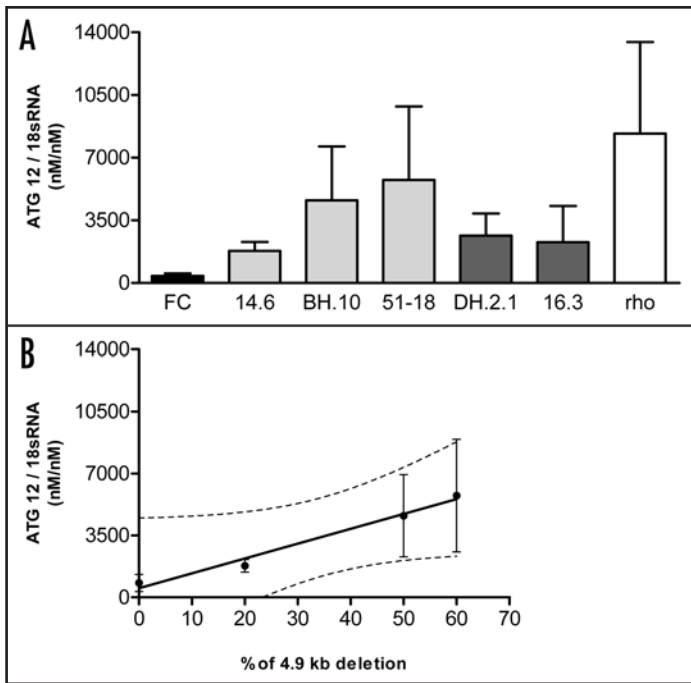 A
ATG 12 / 18sRNA
(nM/nM)
14000
10500
7000
3500
0
FC 14.6 BH.10 51-18 DH.2.1 16.3 rho
B
ATG 12 / 18sRNA
(nM/nM)
14000
10500
7000
3500
0
0 10 20 30 40 50 60 70
% of 4.9 kb deletion